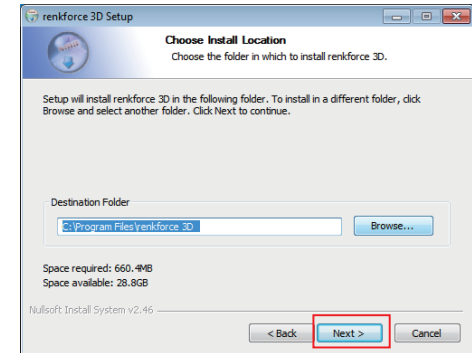 renkforce 3D Setup
Choose Install Location
Choose the folder in which to install renkforce 3D.
Setup will install renkforce 3D in the following folder. To install in a different folder, click
Browse and select another folder. Click Next to continue.
Destination Folder
C:\Program Files\renkforce 3D
Browse...
Space required: 660.4MB
Space available: 28.8GB
Nullsoft Install System v2.46
< Back
Next >
Cancel